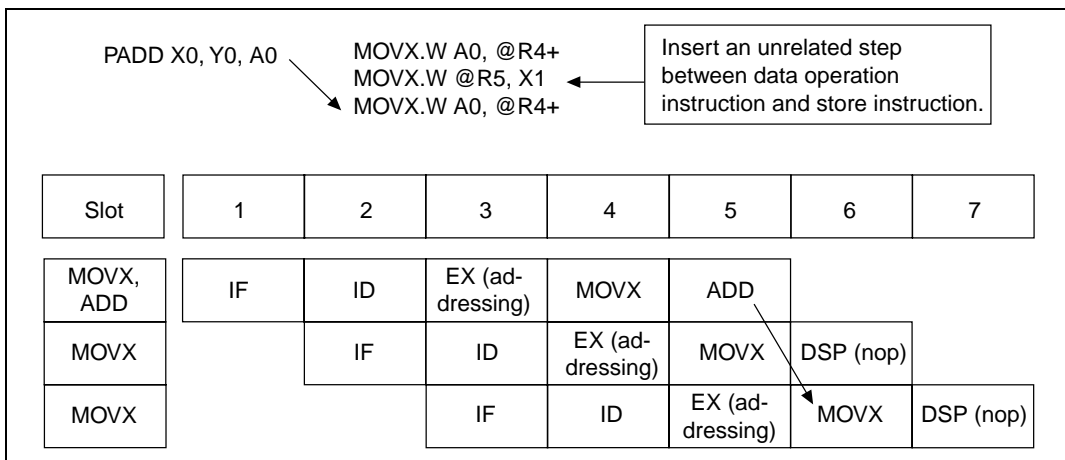 PADD X0, Y0, A0 MOVX.W A0, @R4+
MOVX.W @R5, X1
MOVX.W A0, @R4+
Insert an unrelated step
between data operation
instruction and store instruction.
Slot 1 2 3 4 5 6 7
MOVX,
ADD
IF ID EX (ad-
dressing) MOVX ADD
MOVX IF ID EX (ad-
dressing) MOVX DSP (nop)
MOVX IF ID EX (ad-
dressing) MOVX DSP (nop)